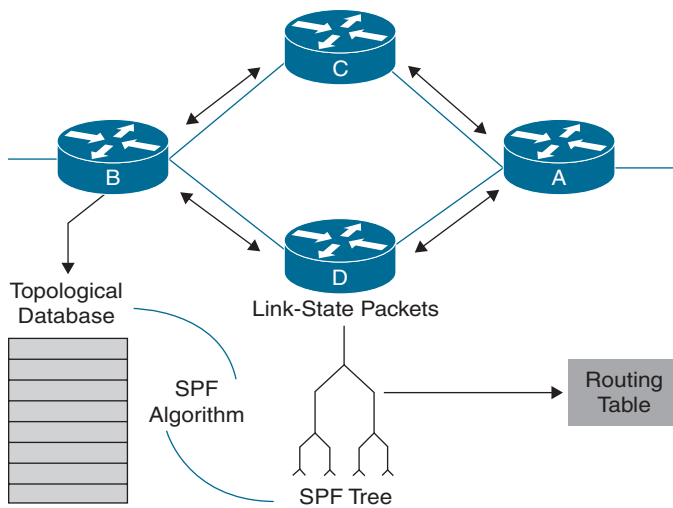 C
B
A
D
Topological
Database
Link-State Packets
SPF
Algorithm
Routing
Table
SPF Tree